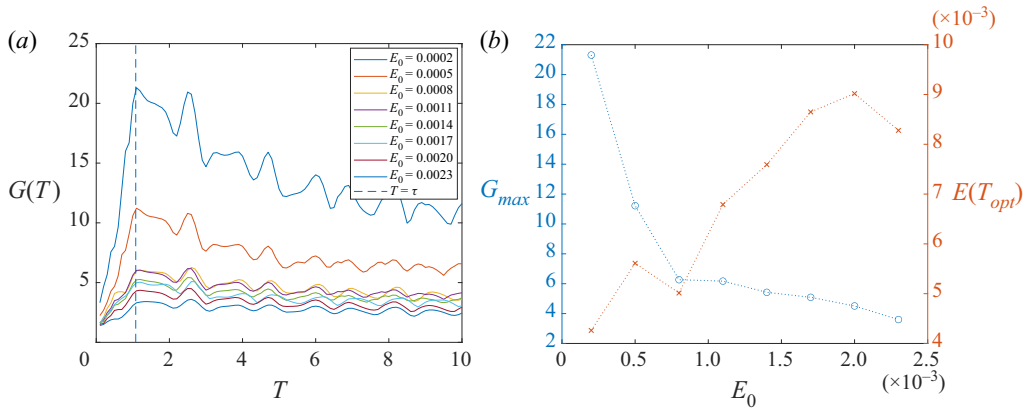 (a)
25
20
15
10
5
G(T)
0
2
4
6
8
10
T
E0 = 0.0002
E0 = 0.0005
E0 = 0.0008
E0 = 0.0011
E0 = 0.0014
E0 = 0.0017
E0 = 0.0020
E0 = 0.0023
T = τ
(b)
22
20
18
16
14
12
10
8
6
4
2
Gmax
0
0.5
1.0
1.5
2.0
2.5
(×10−3)
E0
(×10−3)
10
9
8
7
6
5
4
3
E(Topt)